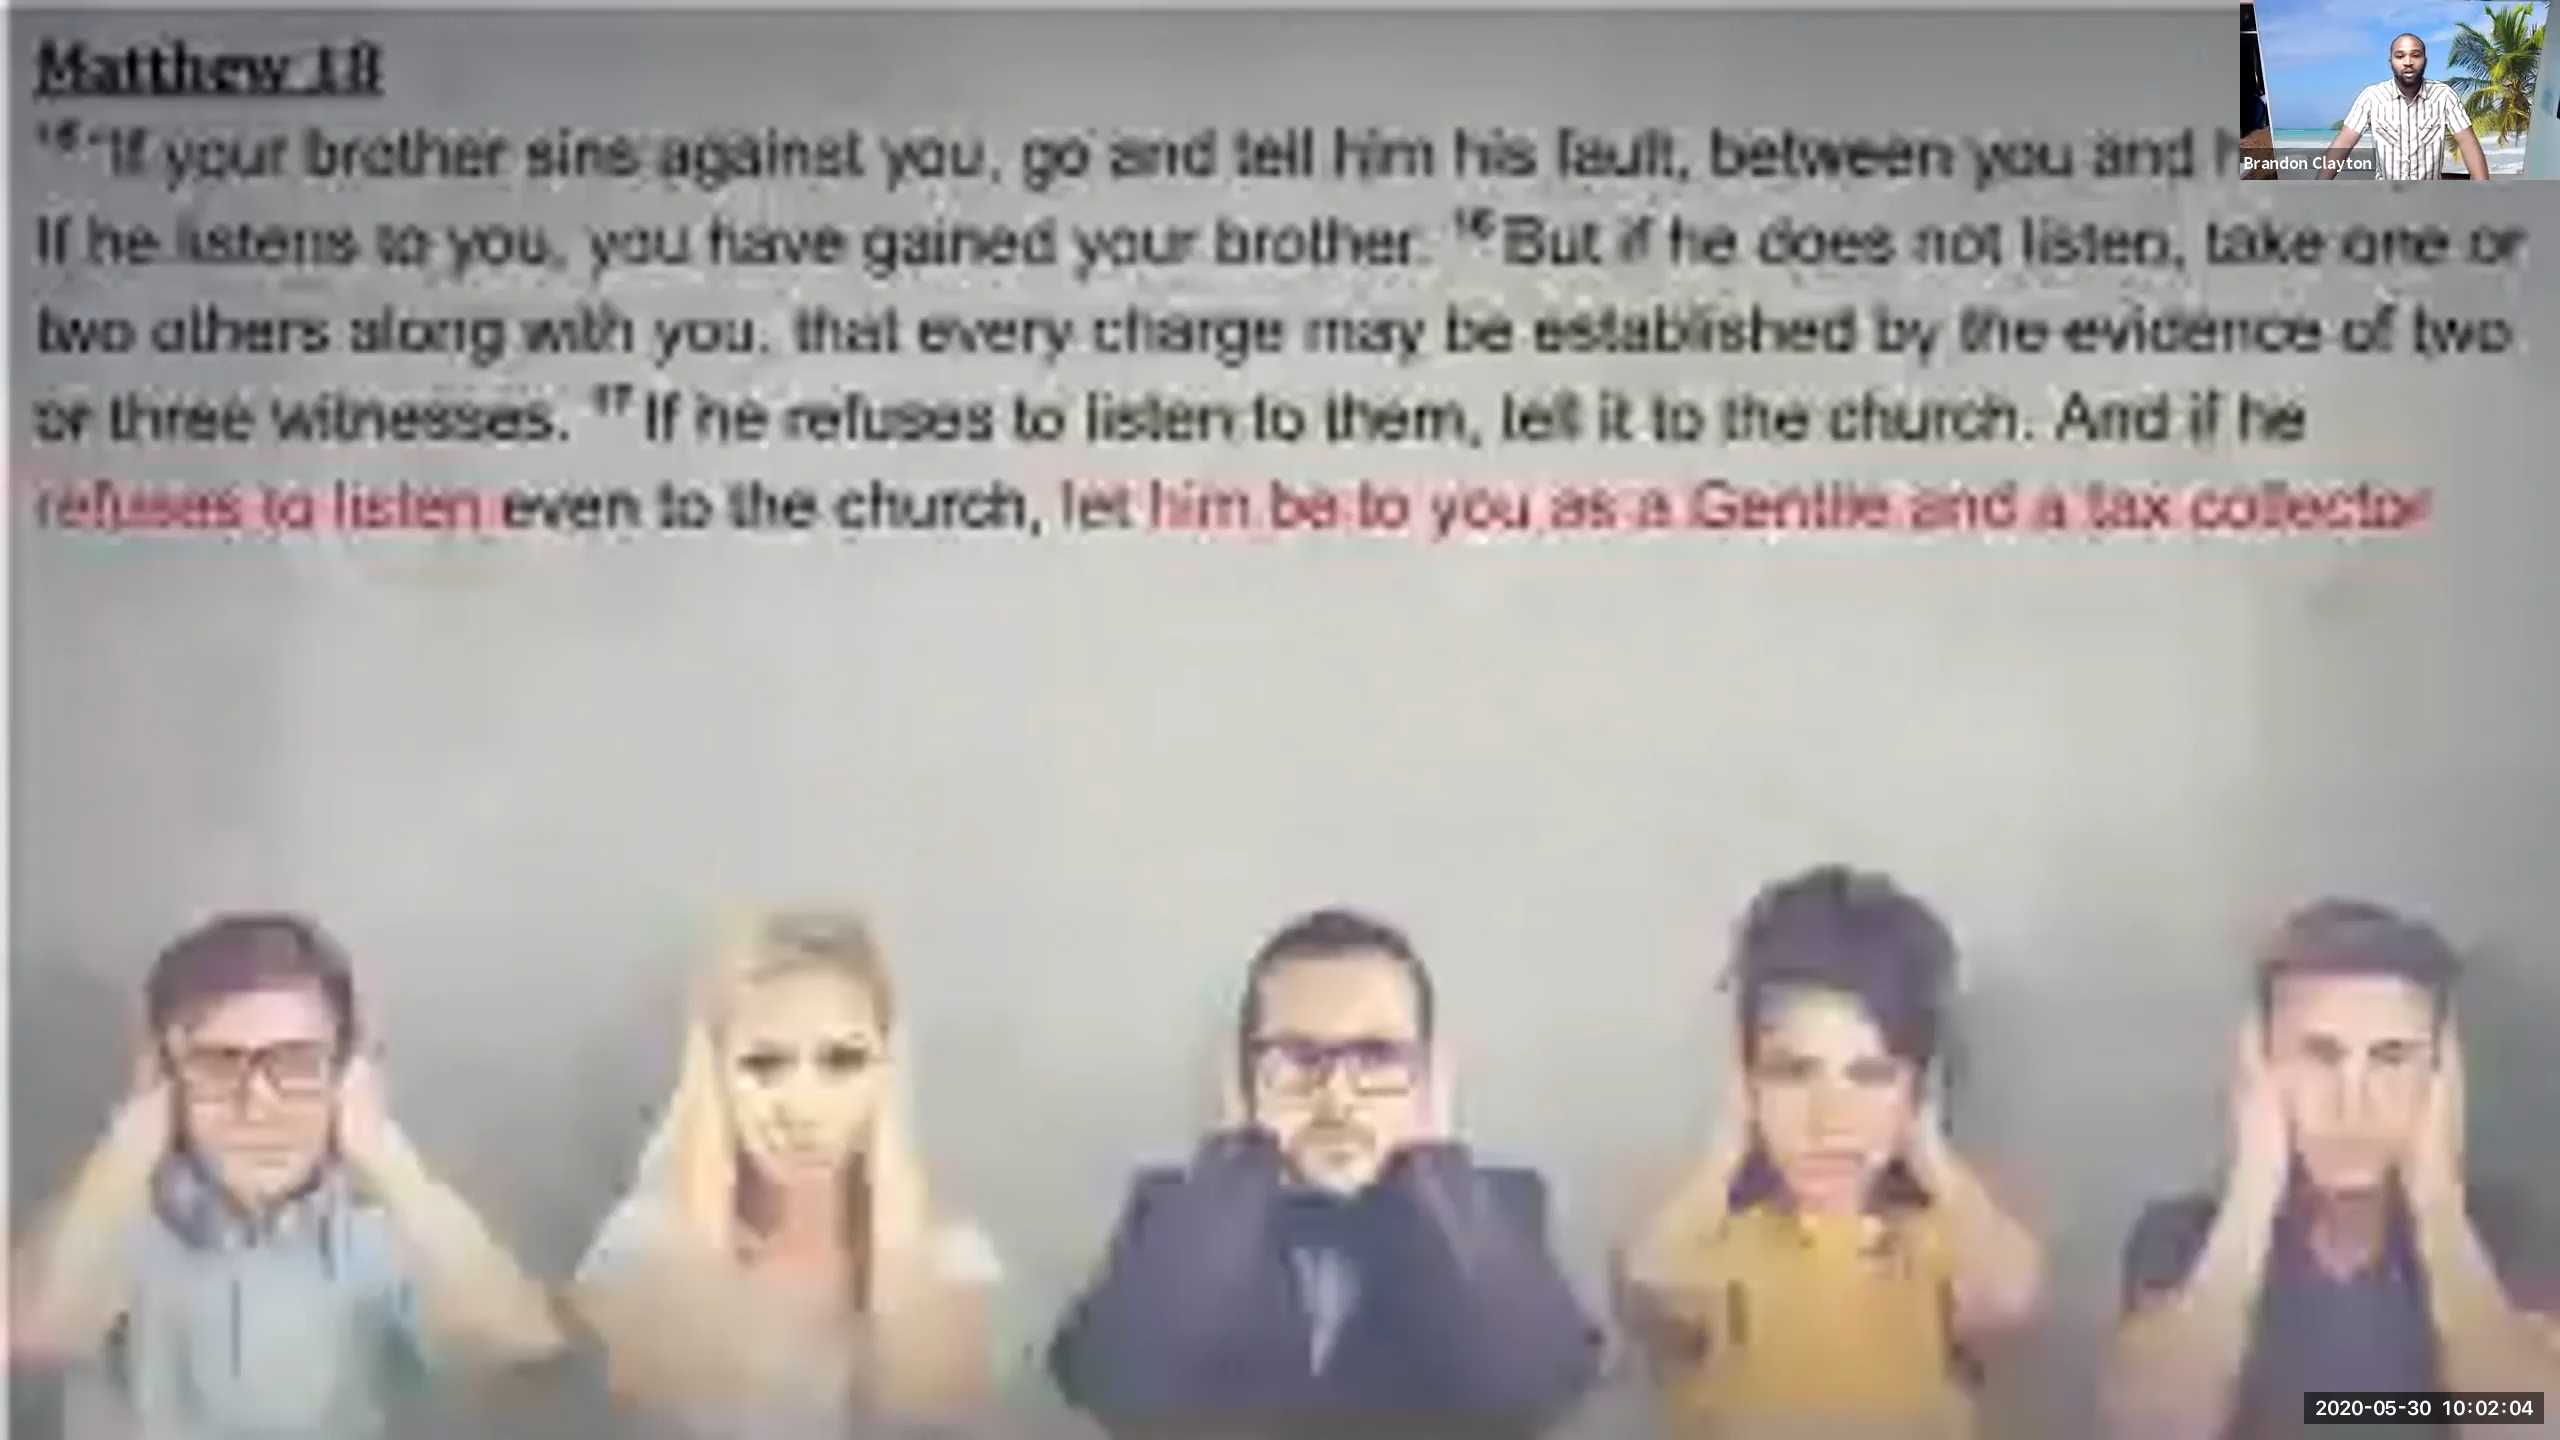 Matthew 18
15 "If your brother sins against you, go and tell him his fault, between you and
If he listens to you, you have gained your brother. 16 But if he does not listen, take one or
two others along with you, that every charge may be established by the evidence of two
or three witnesses. 17 If he refuses to listen to them, tell it to the church. And if he
refuses to listen even to the church, let him be to you as a Gentile and a tax collector
Brandon Clayton
2020-05-30 10:02:04